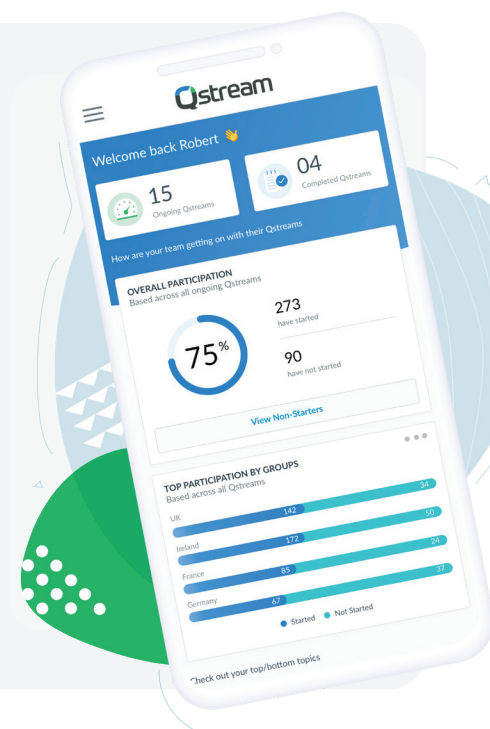 Qstream
Welcome back Robert 👋
15
Ongoing Qstreams
04
Completed Qstreams
How are your team getting on with their Qstreams
OVERALL PARTICIPATION
Based across all ongoing Qstreams
75%
273
have started
90
have not started
View Non-Starters
TOP PARTICIPATION BY GROUPS
Based across all Qstreams
UK
142 34
Ireland
172 50
France
85 24
Germany
67 37
Started Not Started
Check out your top/bottom topics